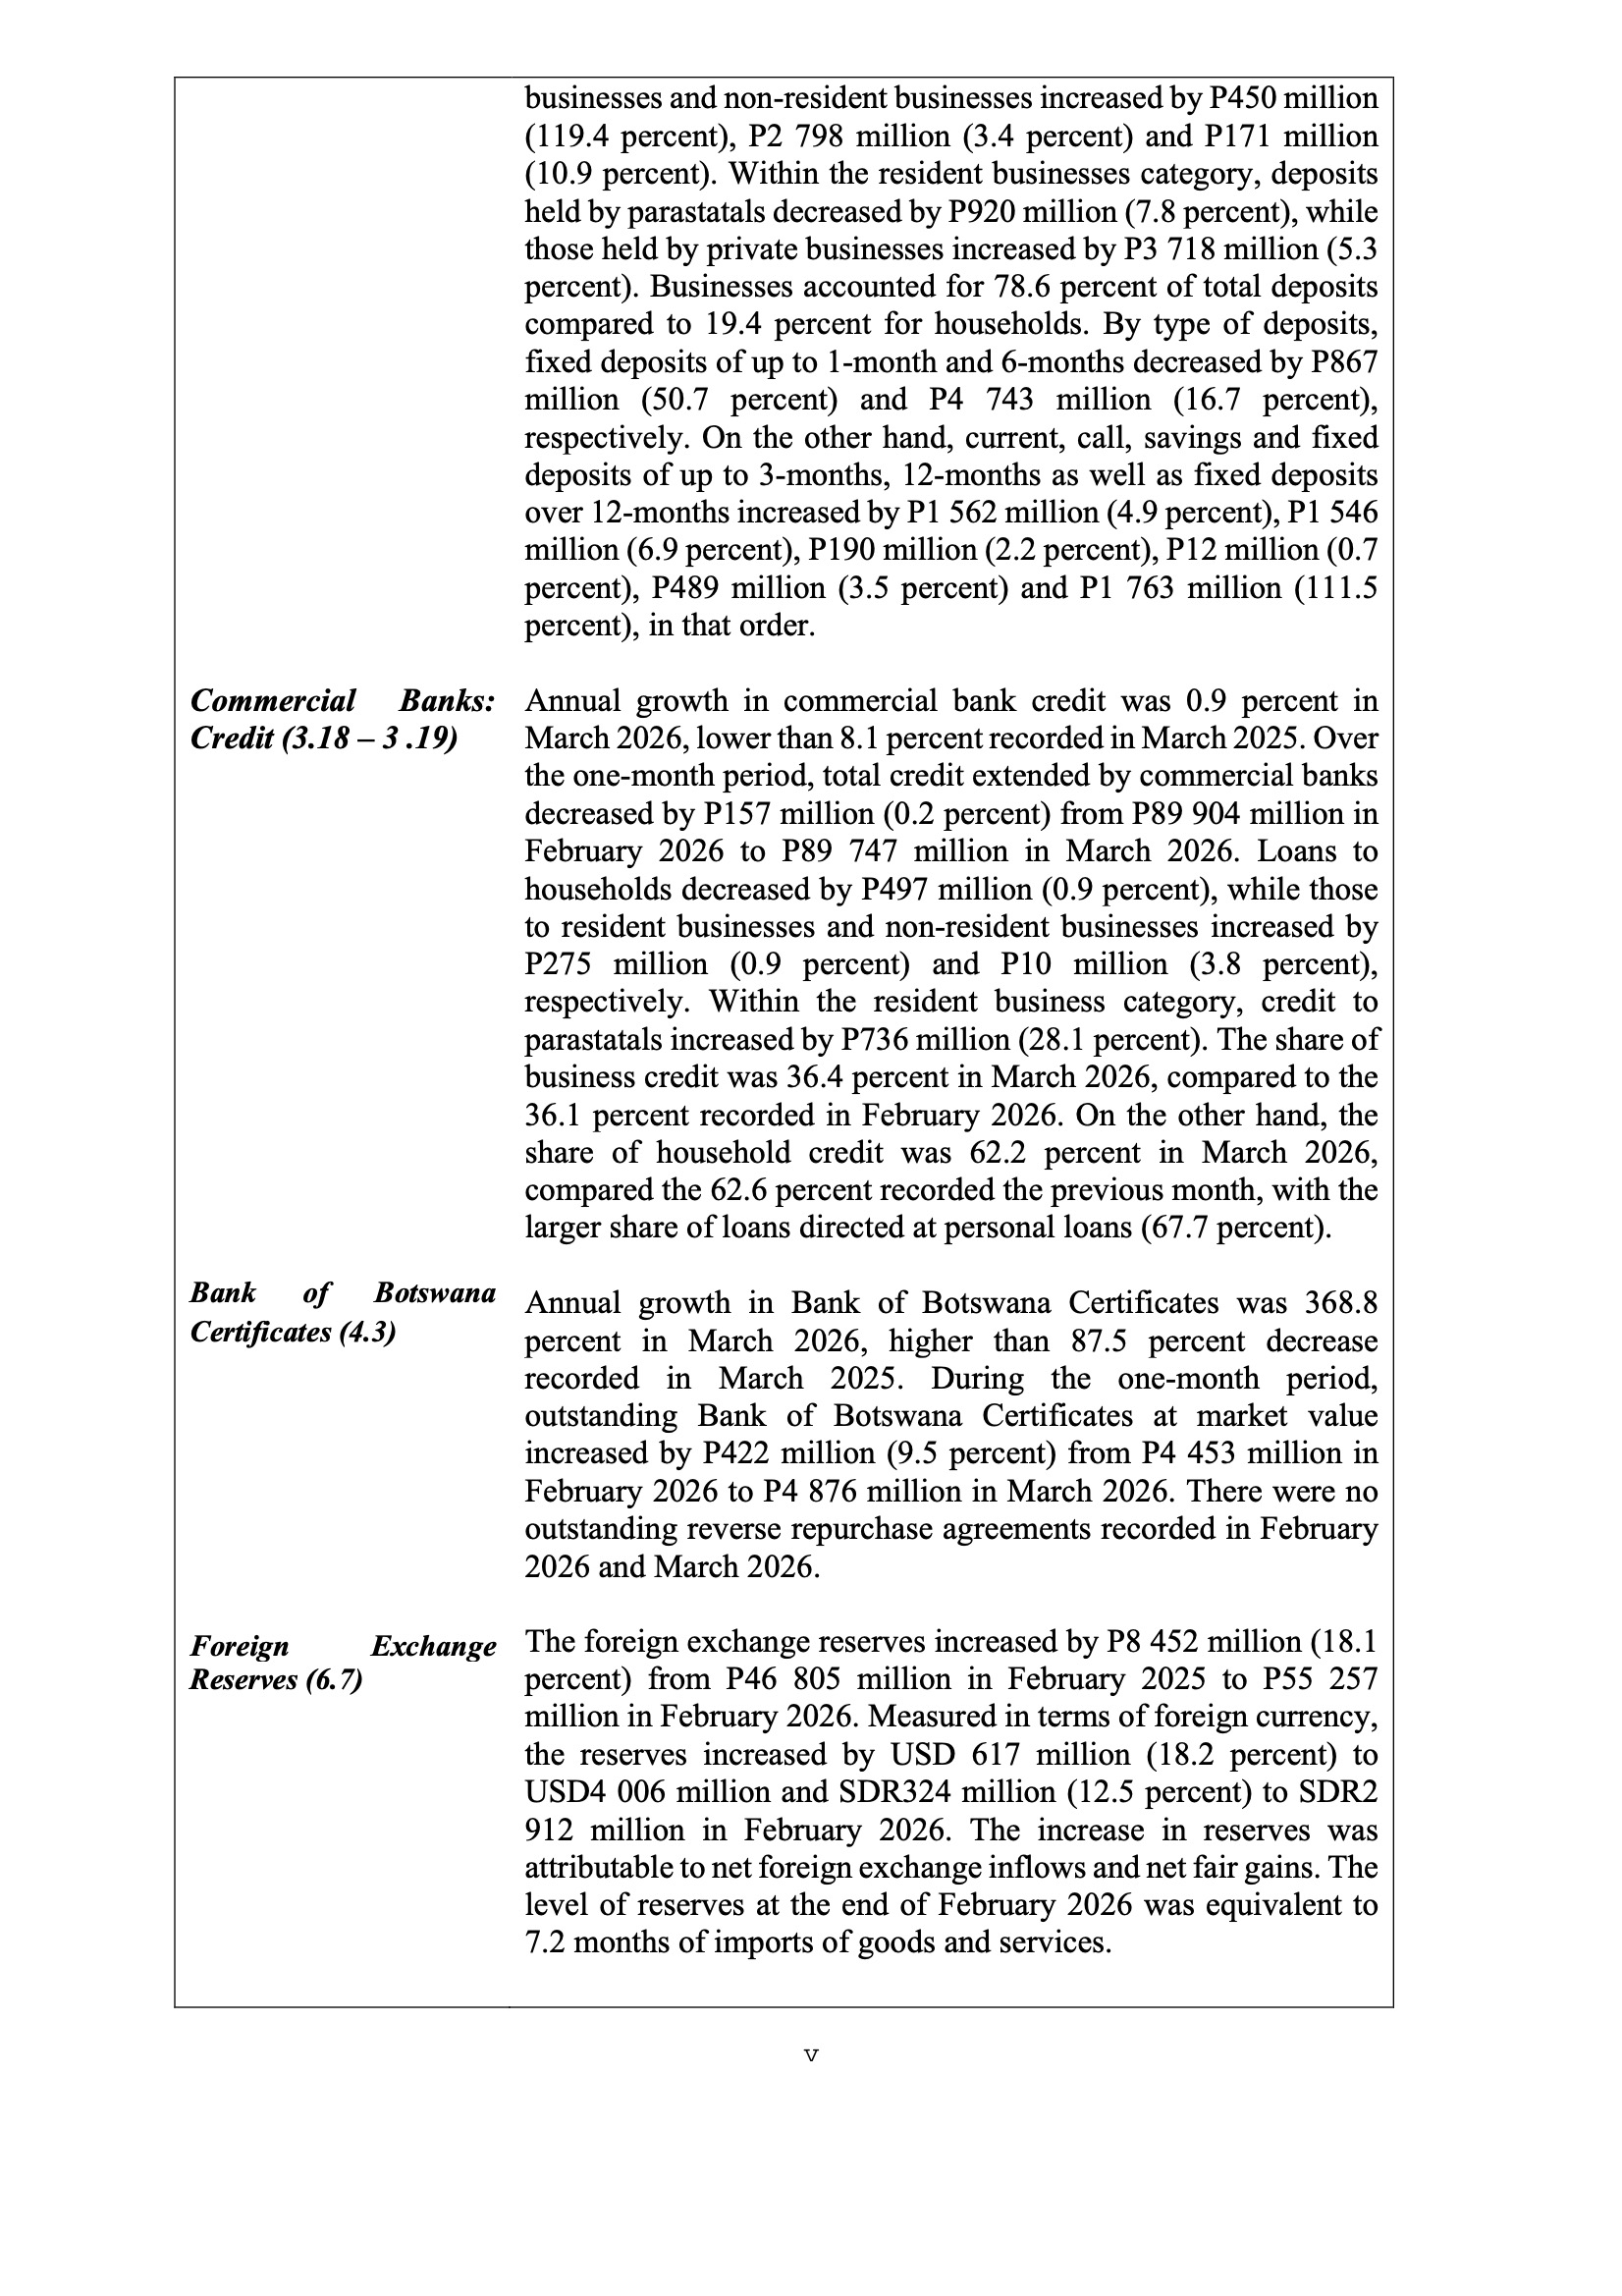 businesses and non-resident businesses increased by P450 million
(119.4 percent), P2 798 million (3.4 percent) and P171 million
(10.9 percent). Within the resident businesses category, deposits
held by parastatals decreased by P920 million (7.8 percent), while
those held by private businesses increased by P3 718 million (5.3
percent). Businesses accounted for 78.6 percent of total deposits
compared to 19.4 percent for households. By type of deposits,
fixed deposits of up to 1-month and 6-months decreased by P867
million (50.7 percent) and P4 743 million (16.7 percent),
respectively. On the other hand, current, call, savings and fixed
deposits of up to 3-months, 12-months as well as fixed deposits
over 12-months increased by P1 562 million (4.9 percent), P1 546
million (6.9 percent), P190 million (2.2 percent), P12 million (0.7
percent), P489 million (3.5 percent) and P1 763 million (111.5
percent), in that order.
Commercial Banks:
Credit (3.18 – 3 .19)
Annual growth in commercial bank credit was 0.9 percent in
March 2026, lower than 8.1 percent recorded in March 2025. Over
the one-month period, total credit extended by commercial banks
decreased by P157 million (0.2 percent) from P89 904 million in
February 2026 to P89 747 million in March 2026. Loans to
households decreased by P497 million (0.9 percent), while those
to resident businesses and non-resident businesses increased by
P275 million (0.9 percent) and P10 million (3.8 percent),
respectively. Within the resident business category, credit to
parastatals increased by P736 million (28.1 percent). The share of
business credit was 36.4 percent in March 2026, compared to the
36.1 percent recorded in February 2026. On the other hand, the
share of household credit was 62.2 percent in March 2026,
compared the 62.6 percent recorded the previous month, with the
larger share of loans directed at personal loans (67.7 percent).
Bank of Botswana
Certificates (4.3)
Annual growth in Bank of Botswana Certificates was 368.8
percent in March 2026, higher than 87.5 percent decrease
recorded in March 2025. During the one-month period,
outstanding Bank of Botswana Certificates at market value
increased by P422 million (9.5 percent) from P4 453 million in
February 2026 to P4 876 million in March 2026. There were no
outstanding reverse repurchase agreements recorded in February
2026 and March 2026.
Foreign Exchange
Reserves (6.7)
The foreign exchange reserves increased by P8 452 million (18.1
percent) from P46 805 million in February 2025 to P55 257
million in February 2026. Measured in terms of foreign currency,
the reserves increased by USD 617 million (18.2 percent) to
USD4 006 million and SDR324 million (12.5 percent) to SDR2
912 million in February 2026. The increase in reserves was
attributable to net foreign exchange inflows and net fair gains. The
level of reserves at the end of February 2026 was equivalent to
7.2 months of imports of goods and services.
v